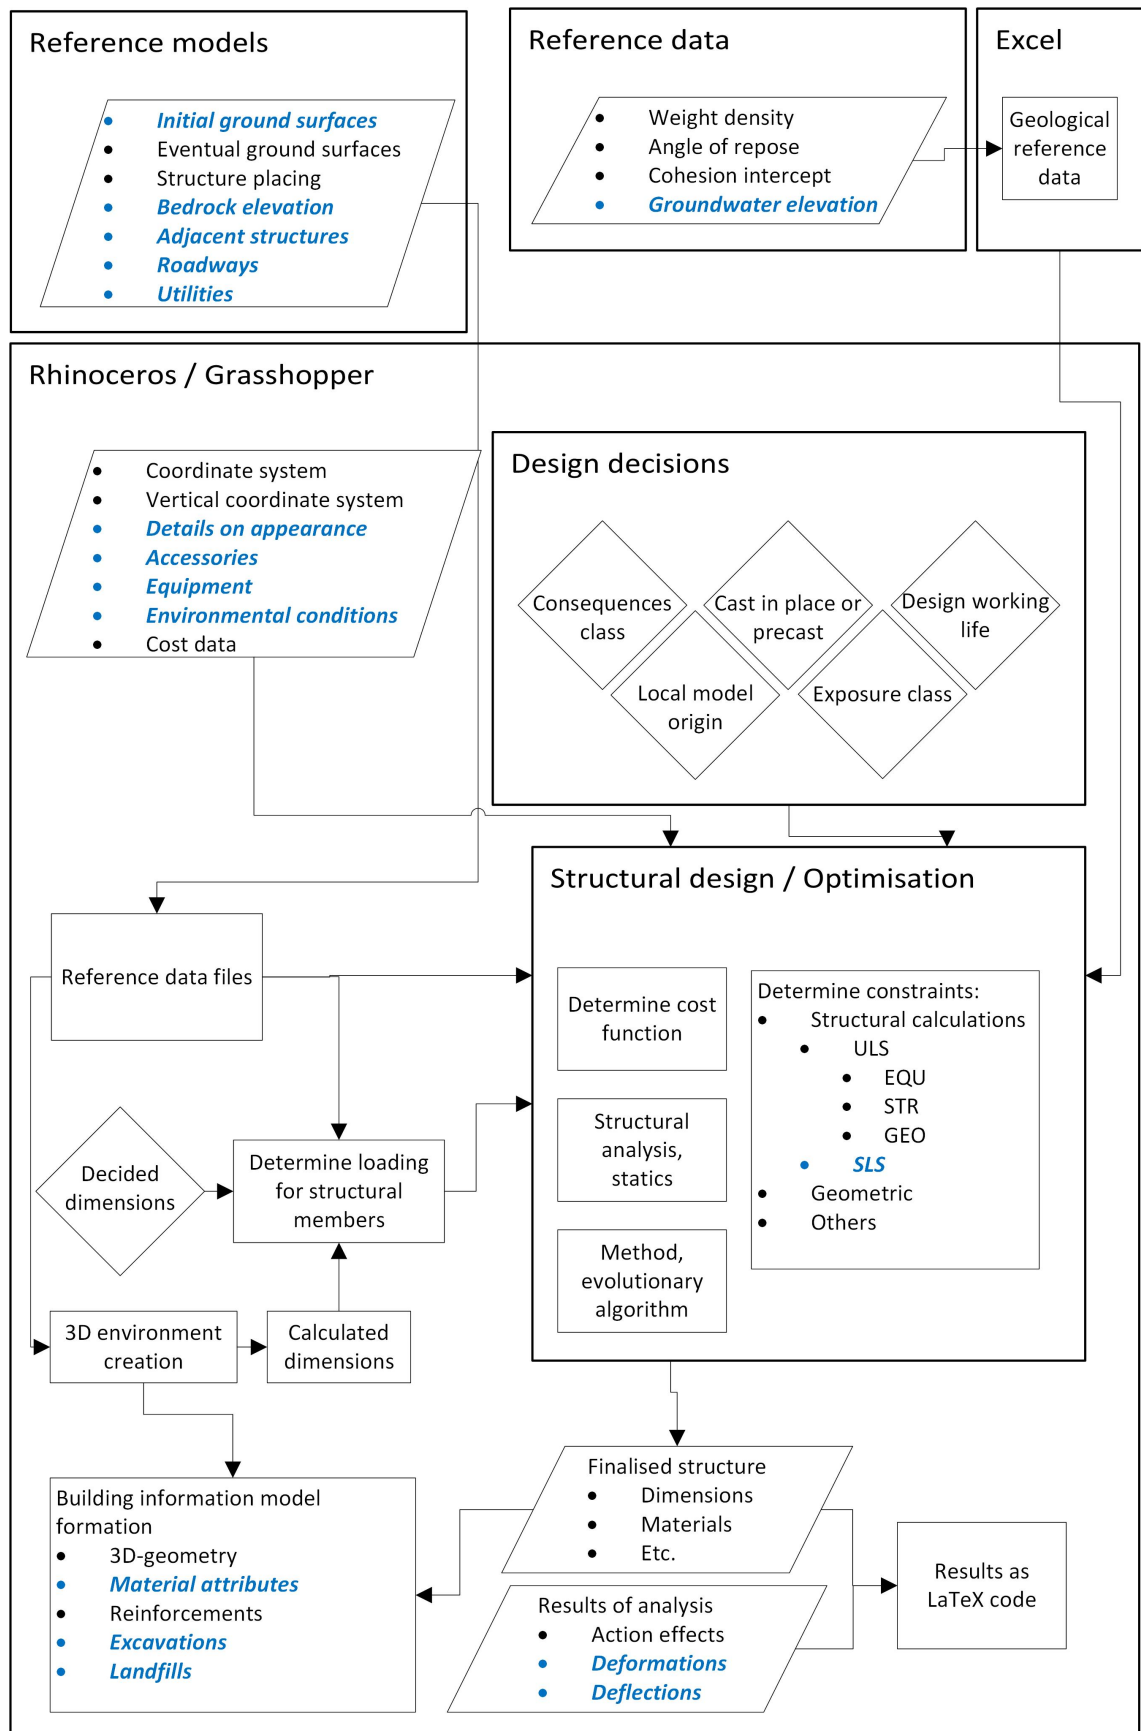 Reference models
• Initial ground surfaces
• Eventual ground surfaces
• Structure placing
• Bedrock elevation
• Adjacent structures
• Roadways
• Utilities
Reference data
• Weight density
• Angle of repose
• Cohesion intercept
• Groundwater elevation
Excel
Geological
reference
data
Rhinoceros / Grasshopper
• Coordinate system
• Vertical coordinate system
• Details on appearance
• Accessories
• Equipment
• Environmental conditions
• Cost data
Design decisions
Consequences
class
Cast in place or
precast
Design working
life
Local model
origin
Exposure class
Structural design / Optimisation
Determine cost
function
Structural
analysis,
statics
Method,
evolutionary
algorithm
Determine constraints:
• Structural calculations
• ULS
• EQU
• STR
• GEO
• SLS
• Geometric
• Others
Reference data files
Decided
dimensions
Determine loading
for structural
members
3D environment
creation
Calculated
dimensions
Building information model
formation
• 3D-geometry
• Material attributes
• Reinforcements
• Excavations
• Landfills
Finalised structure
• Dimensions
• Materials
• Etc.
Results of analysis
• Action effects
• Deformations
• Deflections
Results as
LaTeX code